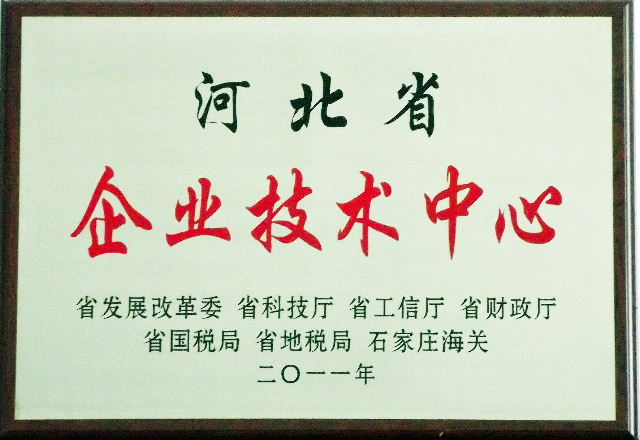 河北省
企业技术中心
省发展改革委 省科技厅 省工信厅 省财政厅
省国税局 省地税局 石家庄海关
二〇一一年